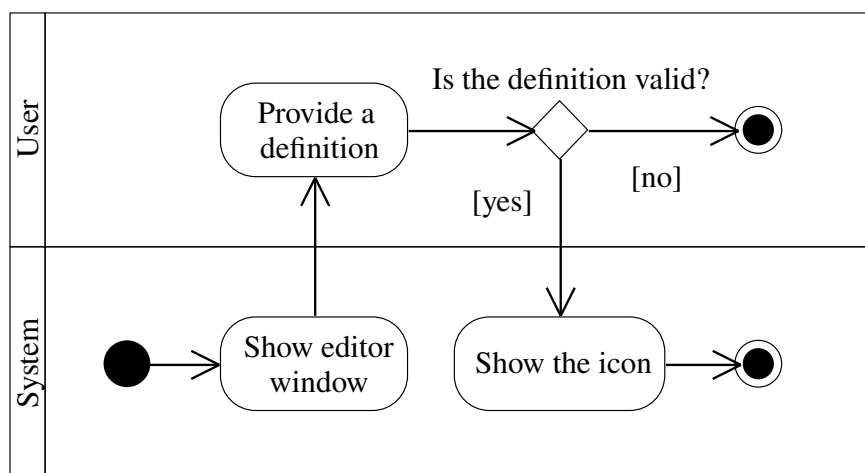 User
Is the definition valid?
Provide a
definition
[yes]
[no]
System
Show editor
window
Show the icon